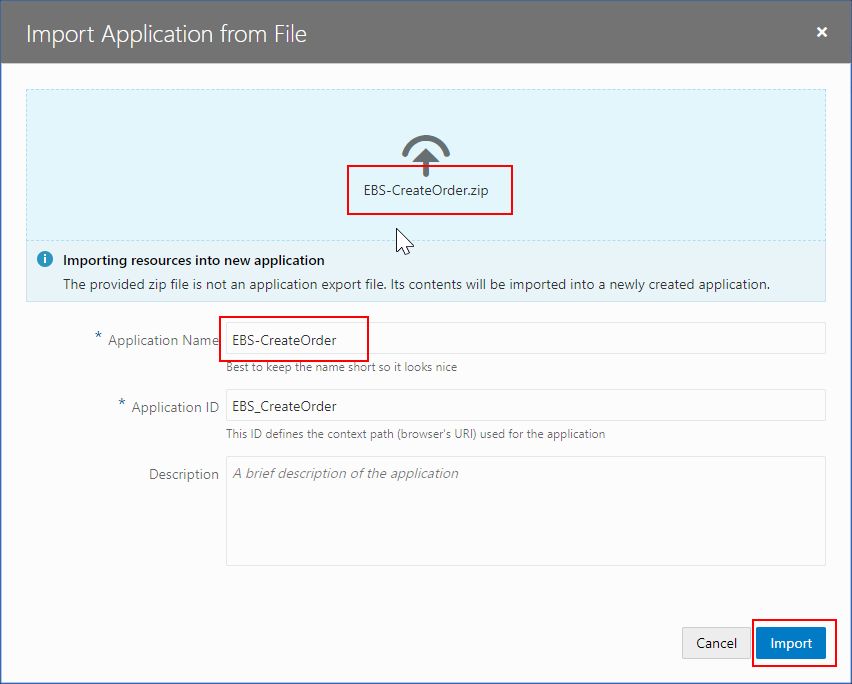 Import Application from File
EBS-CreateOrder.zip
Importing resources into new application
The provided zip file is not an application export file. Its contents will be imported into a newly created application.
* Application Name EBS-CreateOrder
Best to keep the name short so it looks nice
* Application ID EBS_CreateOrder
This ID defines the context path (browser's URI) used for the application
Description A brief description of the application
Cancel Import